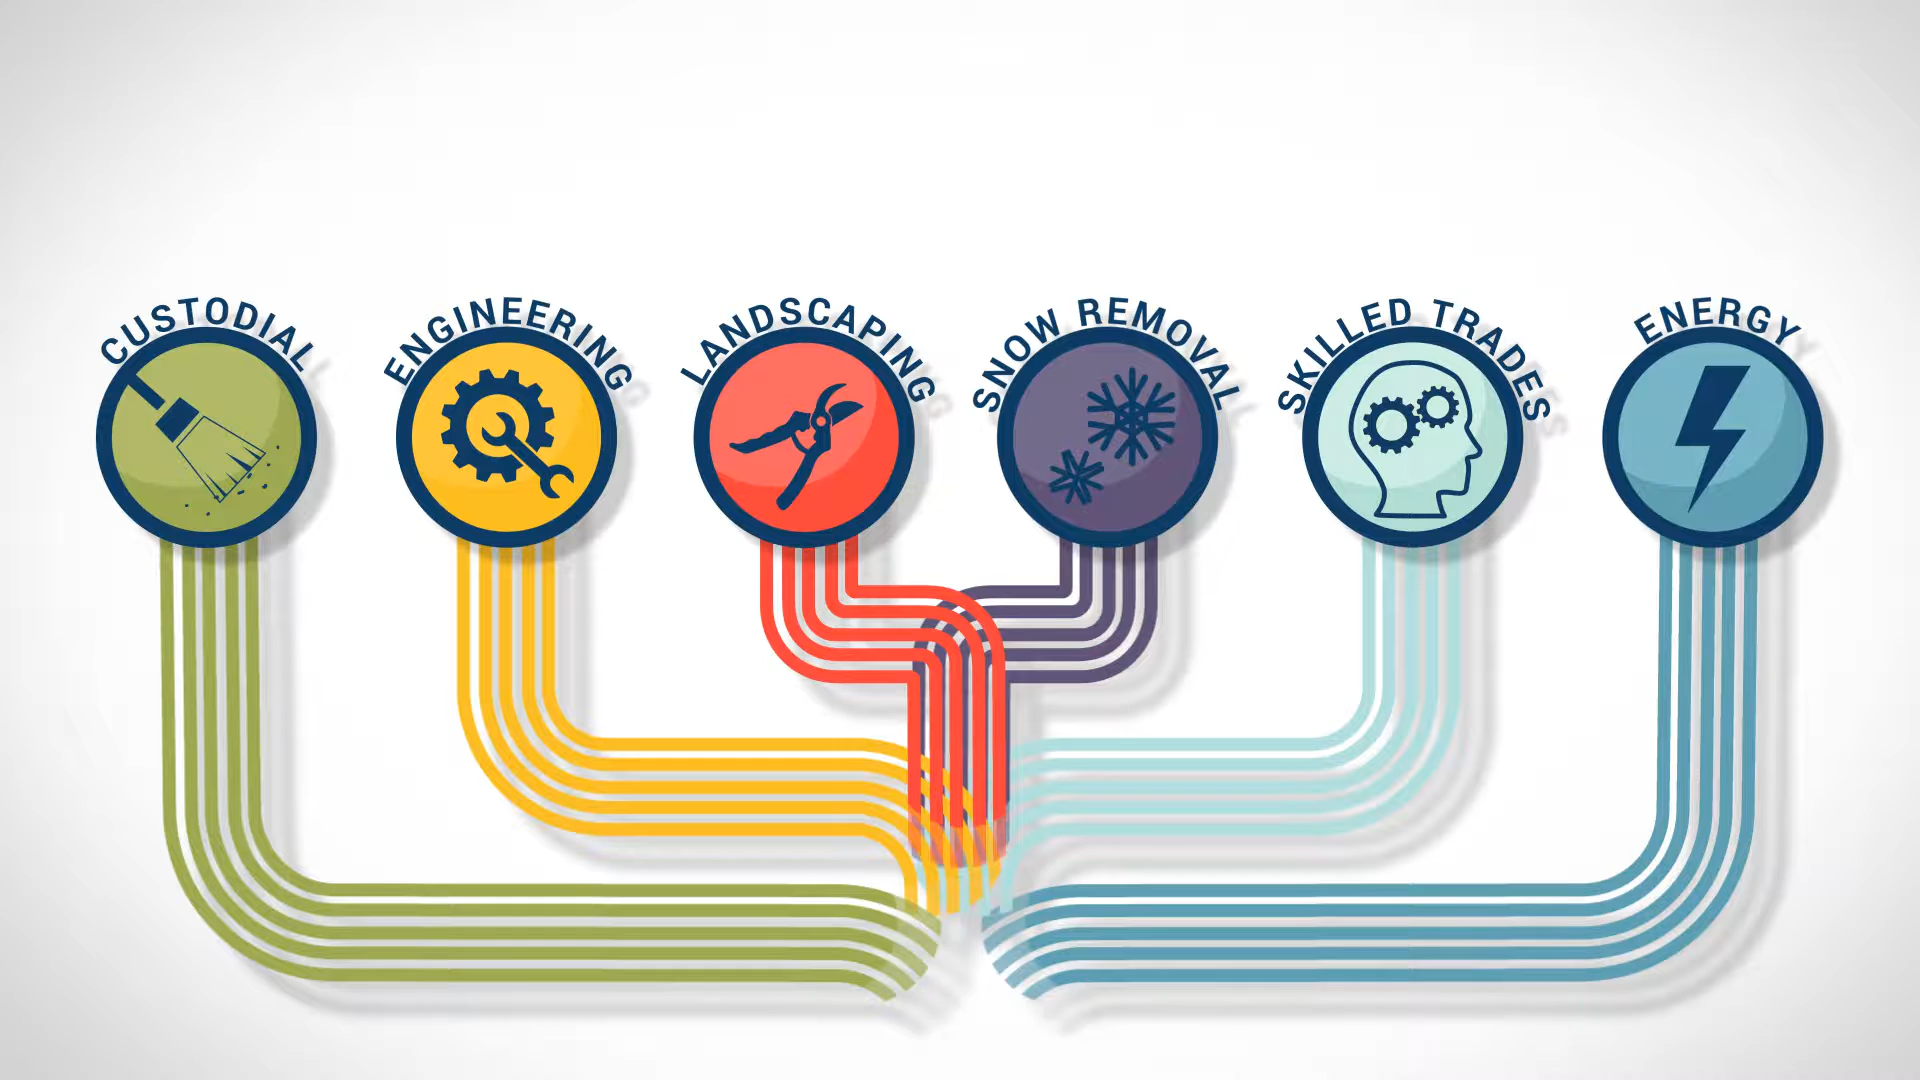 CUSTODIAL
ENGINEERING
LANDSCAPING
SNOW REMOVAL
SKILLED TRADES
ENERGY